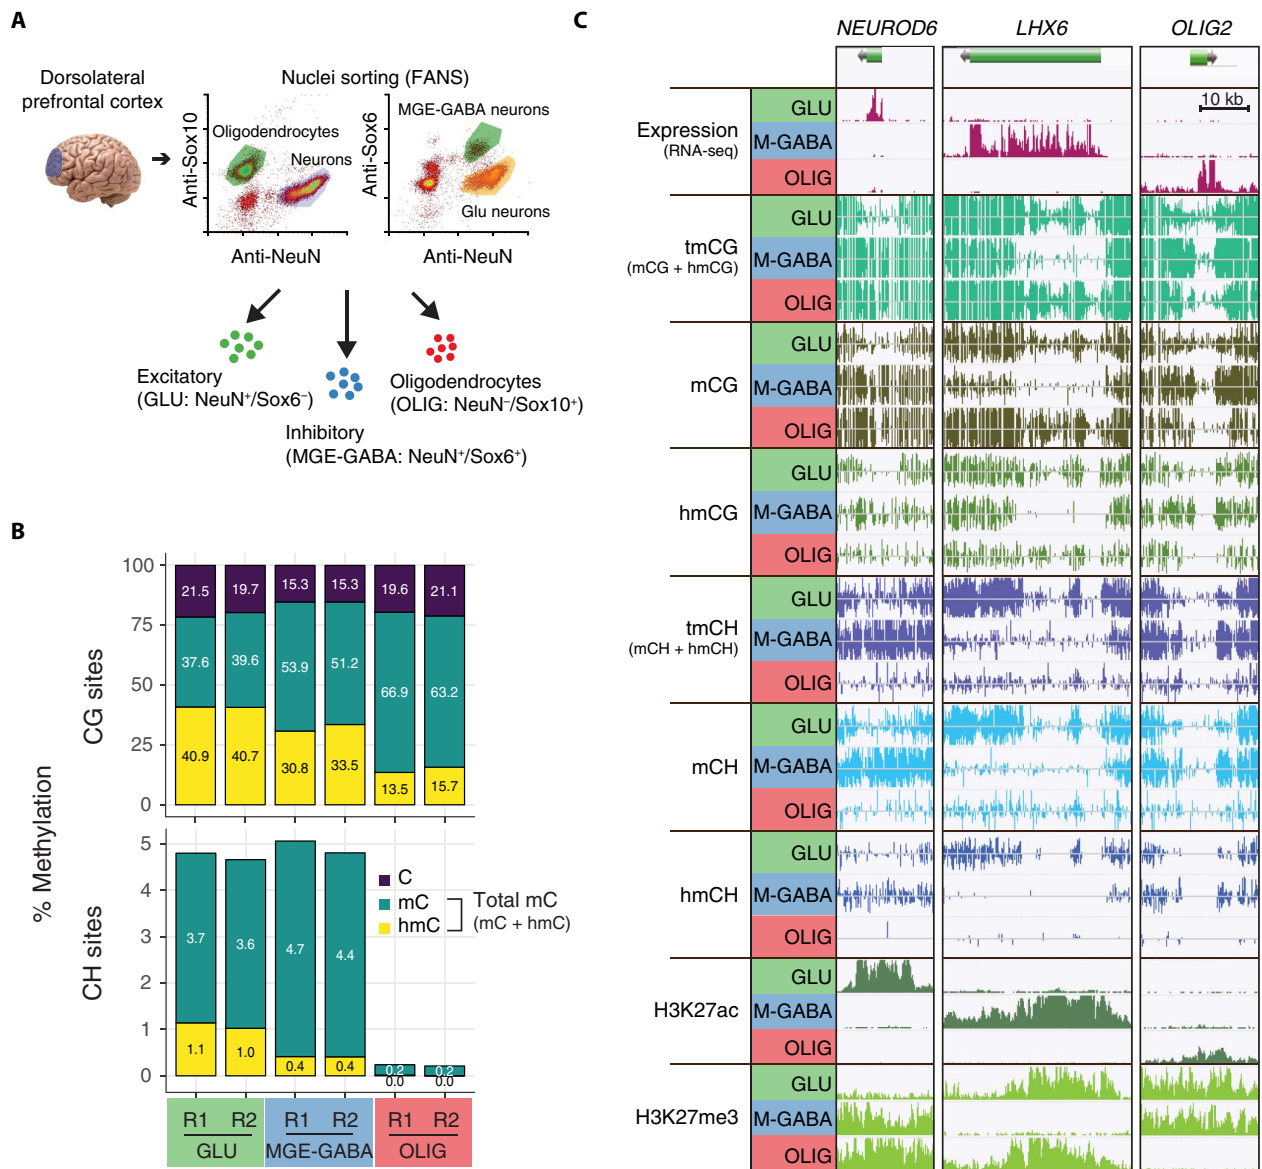 A
Dorsolateral
prefrontal cortex
Nuclei sorting (FANS)
Anti-Sox10
Oligodendrocytes
Neurons
Anti-NeuN
Anti-Sox6
MGE-GABA neurons
Glu neurons
Anti-NeuN
Excitatory
(GLU: NeuN⁺/Sox6⁻)
Inhibitory
(MGE-GABA: NeuN⁺/Sox6⁺)
Oligodendrocytes
(OLIG: NeuN⁻/Sox10⁺)
B
% Methylation
CG sites
100
75
50
25
0
21.5 19.7 15.3 15.3 19.6 21.1
37.6 39.6 53.9 51.2 66.9 63.2
40.9 40.7 30.8 33.5 13.5 15.7
CH sites
5
4
3
2
1
0
3.7 3.6 4.7 4.4 0.2 0.2
1.1 1.0 0.4 0.4 0.0 0.0
C
mC
hmC
Total mC
(mC + hmC)
R1 R2 R1 R2 R1 R2
GLU MGE-GABA OLIG
C
NEUROD6 LHX6 OLIG2
10 kb
Expression
(RNA-seq)
GLU
M-GABA
OLIG
tmCG
(mCG + hmCG)
GLU
M-GABA
OLIG
mCG
GLU
M-GABA
OLIG
hmCG
GLU
M-GABA
OLIG
tmCH
(mCH + hmCH)
GLU
M-GABA
OLIG
mCH
GLU
M-GABA
OLIG
hmCH
GLU
M-GABA
OLIG
H3K27ac
GLU
M-GABA
OLIG
H3K27me3
GLU
M-GABA
OLIG